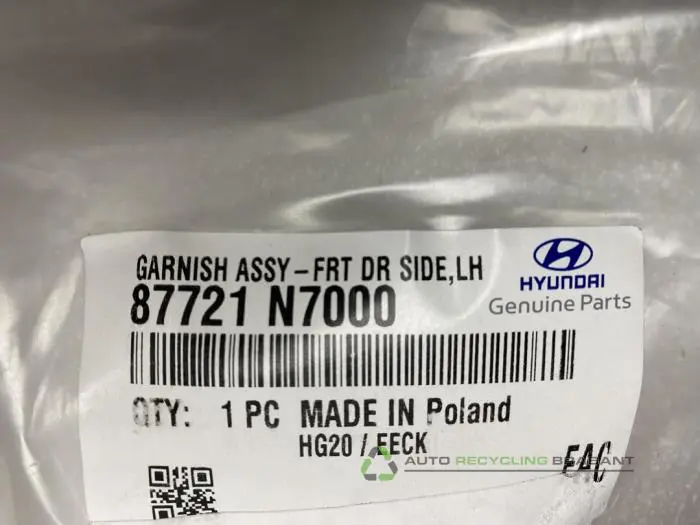 GARNISH ASSY-FRT DR SIDE,LH
87721 N7000
HYUNDAI
Genuine Parts
QTY: 1 PC MADE IN Poland
HG20 / EECK
AUTO RECYCLING BRABANT
EAC